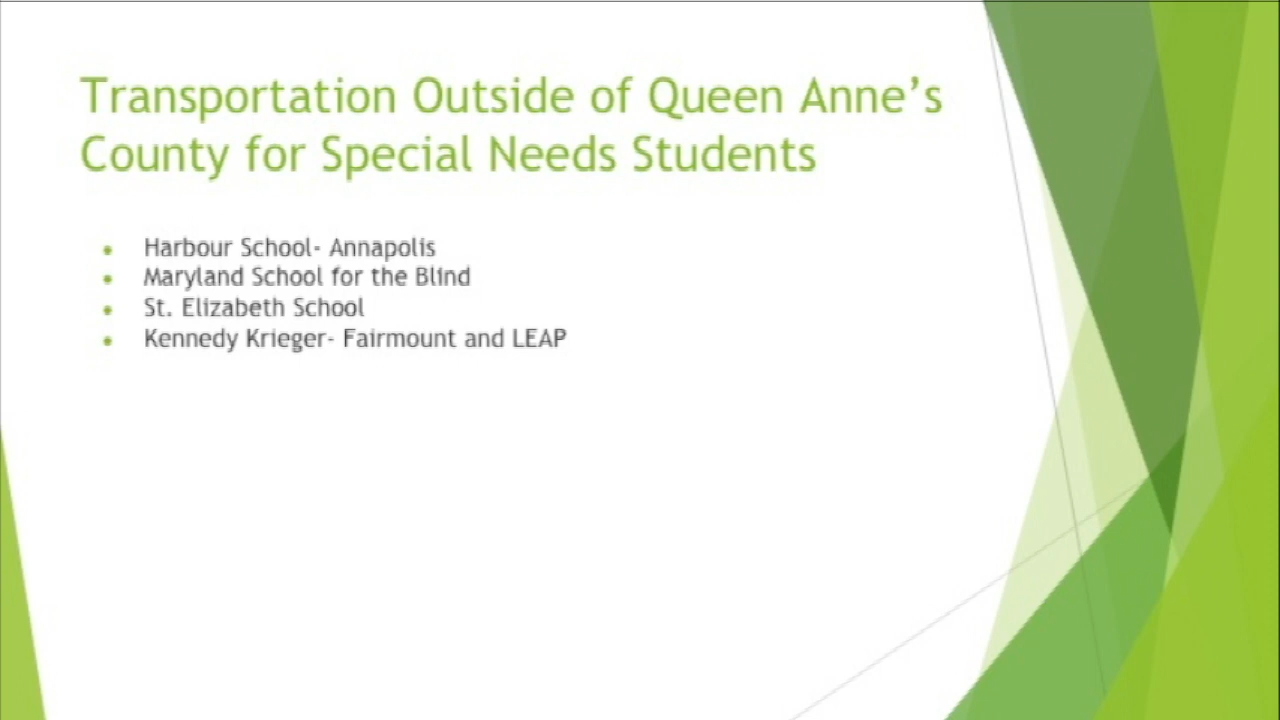 Transportation Outside of Queen Anne’s
County for Special Needs Students
Harbour School- Annapolis
Maryland School for the Blind
St. Elizabeth School
Kennedy Krieger- Fairmount and LEAP